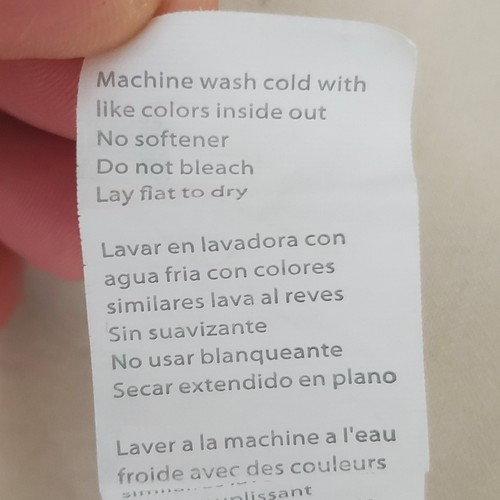 Machine wash cold with
like colors inside out
No softener
Do not bleach
Lay flat to dry
Lavar en lavadora con
agua fria con colores
similares lava al reves
Sin suavizante
No usar blanqueante
Secar extendido en plano
Laver a la machine a l'eau
froide avec des couleurs